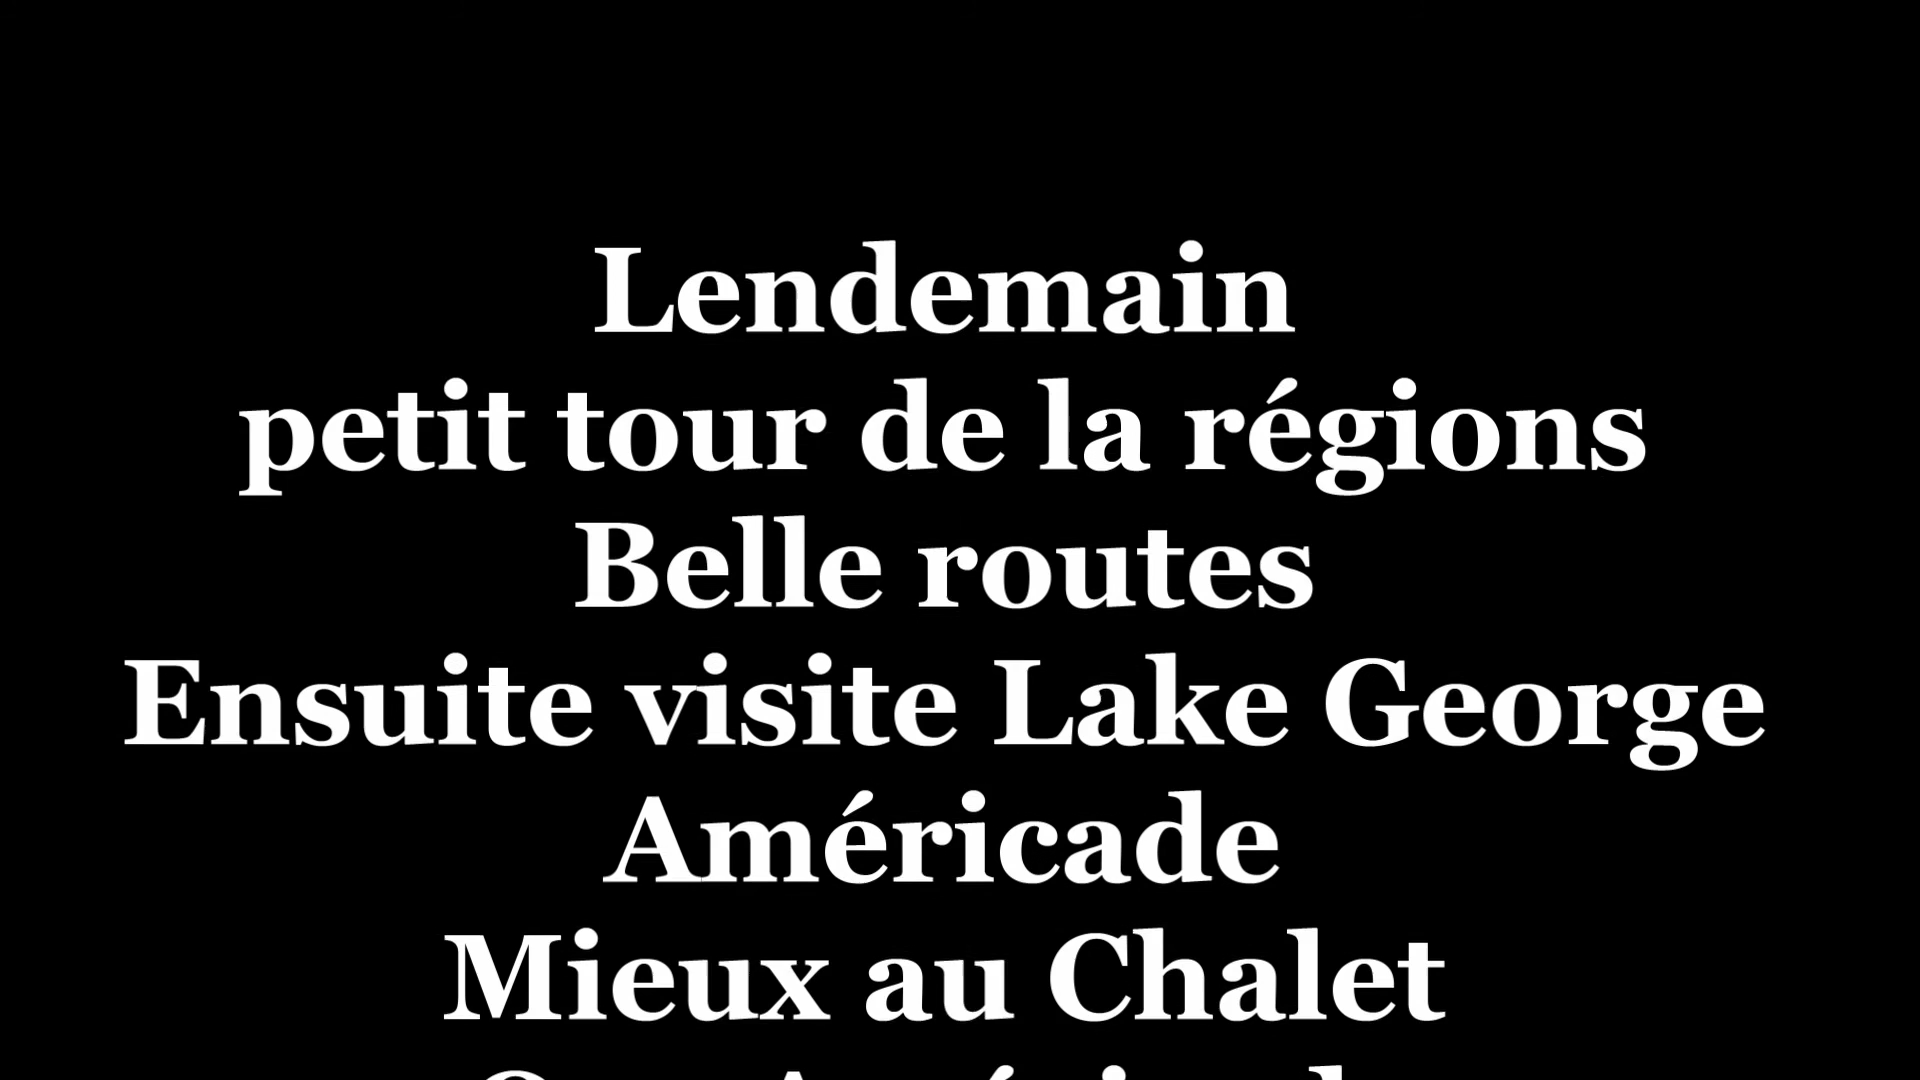 Lendemain
petit tour de la régions
Belle routes
Ensuite visite Lake George
Américade
Mieux au Chalet